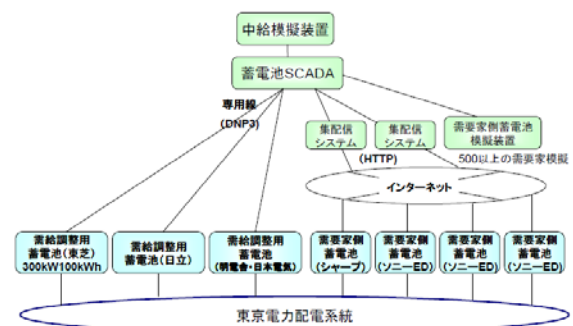 中給模擬装置
蓄電池SCADA
専用線
(DNP3)
集配信
システム
集配信
システム
需要家側蓄電池
模擬装置
(HTTP)
500以上の需要家模擬
インターネット
需給調整用
蓄電池(東芝)
300kW100kWh
需給調整用
蓄電池(日立)
需給調整用
蓄電池
(明電舎・日本電気)
需要家側
蓄電池
(シャープ)
需要家側
蓄電池
(ソニーED)
需要家側
蓄電池
(ソニーED)
需要家側
蓄電池
(ソニーED)
東京電力配電系統